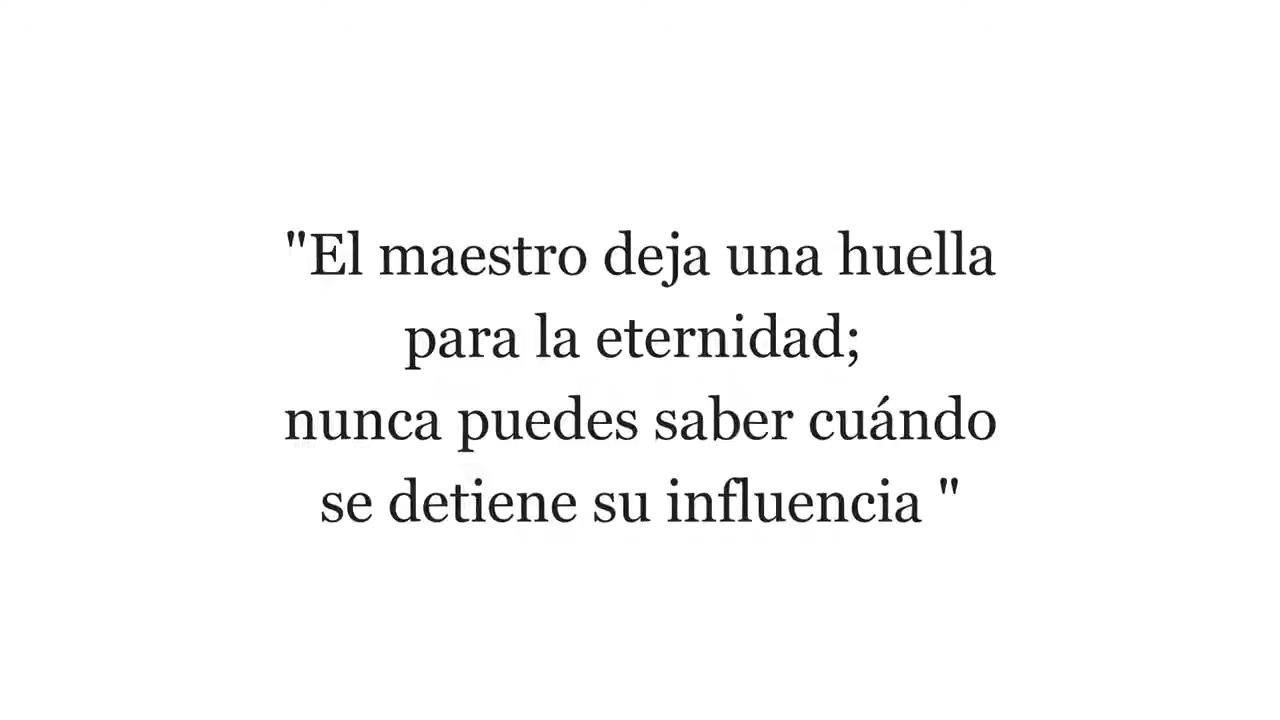 "El maestro deja una huella
para la eternidad;
nunca puedes saber cuándo
se detiene su influencia "